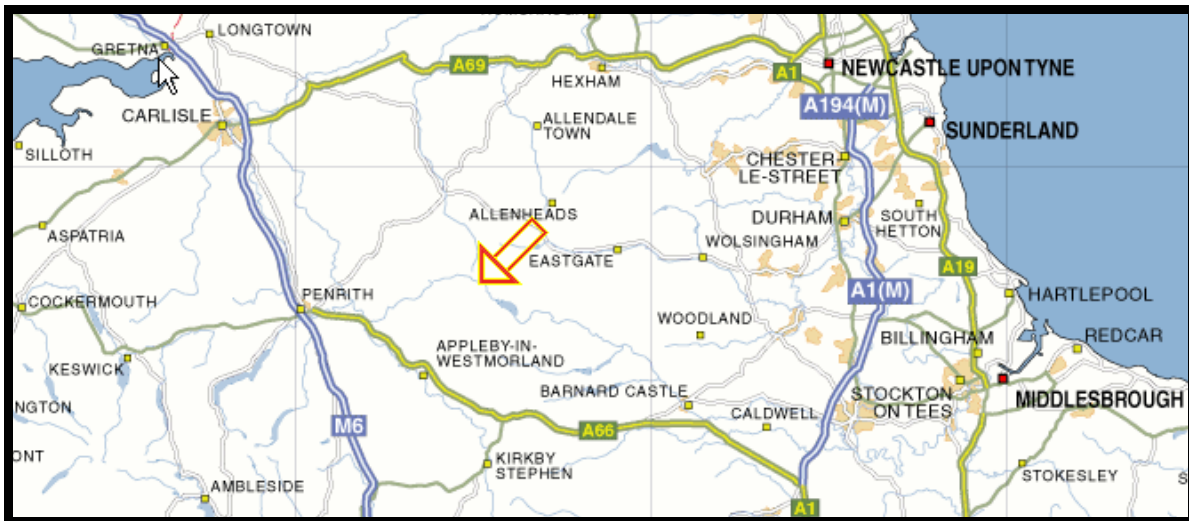 LONGTOWN
GRETNA
A69
HEXHAM
A1
NEWCASTLE UPON TYNE
A194(M)
CARLISLE
ALLENDALE
TOWN
SUNDERLAND
SILLOTH
CHESTER-
LE-STREET
ALLENHEADS
DURHAM
SOUTH
HETTON
ASPATRIA
WOLSINGHAM
EASTGATE
A19
A1(M)
PENRITH
HARTLEPOOL
COCKERMOUTH
WOODLAND
BILLINGHAM
REDCAR
APPLEBY-IN-
WESTMORLAND
KESWICK
BARNARD CASTLE
STOCKTON
ON TEES
MIDDLESBROUGH
NGTON
CALDWELL
M6
A66
ONT
KIRKBY
STEPHEN
STOKESLEY
S
AMBLESIDE
A1